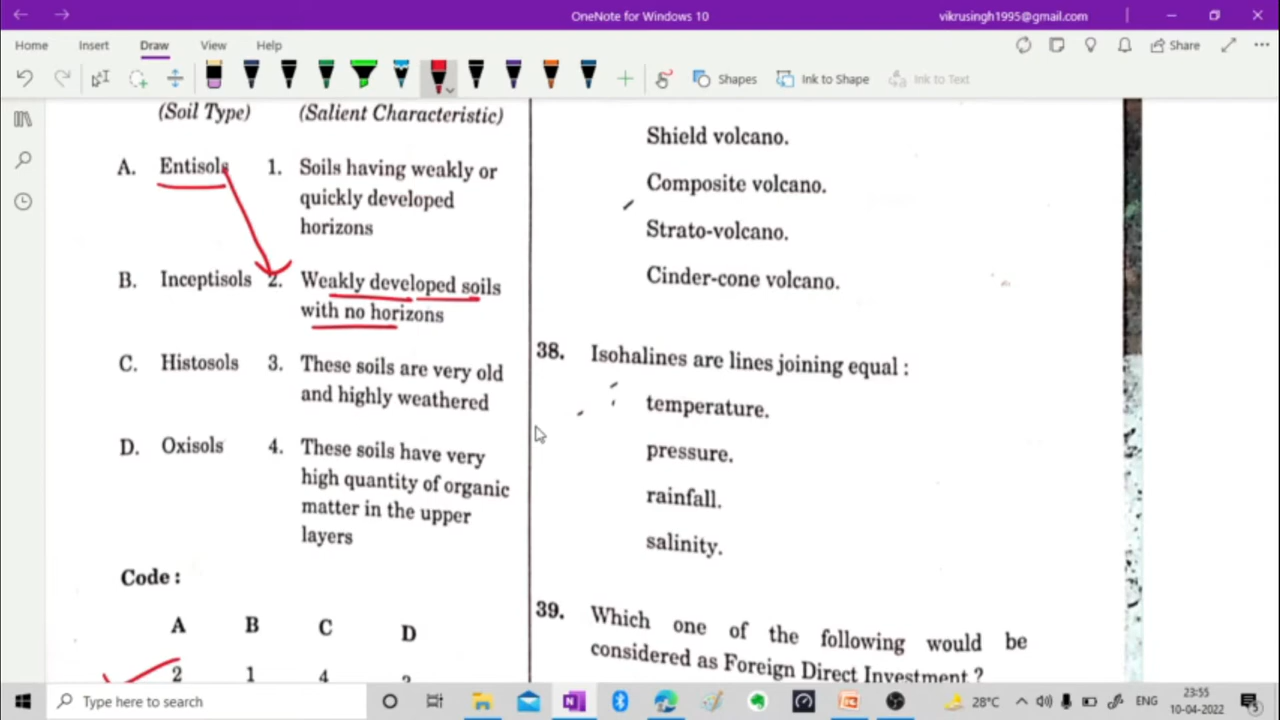 OneNote for Windows 10
vikrusingh1995@gmail.com
Home Insert Draw View Help
Share
Shapes
Ink to Shape
Ink to Text
(Soil Type) (Salient Characteristic)
A. Entisols 1. Soils having weakly or
quickly developed
horizons
B. Inceptisols 2. Weakly developed soils
with no horizons
C. Histosols 3. These soils are very old
and highly weathered
D. Oxisols 4. These soils have very
high quantity of organic
matter in the upper
layers
Code :
A B C D
2 1 4
Shield volcano.
Composite volcano.
Strato-volcano.
Cinder-cone volcano.
38. Isohalines are lines joining equal :
temperature.
pressure.
rainfall.
salinity.
39. Which one of the following would be
considered as Foreign Direct Investment ?
Type here to search
28°C
ENG
23:55
10-04-2022